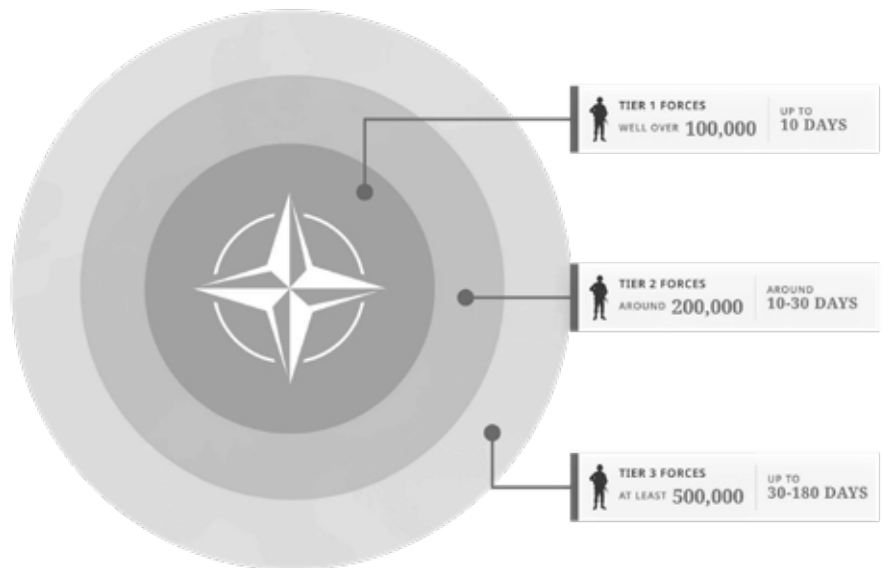 TIER 1 FORCES
WELL OVER 100,000
UP TO
10 DAYS
TIER 2 FORCES
AROUND 200,000
AROUND
10-30 DAYS
TIER 3 FORCES
AT LEAST 500,000
UP TO
30-180 DAYS